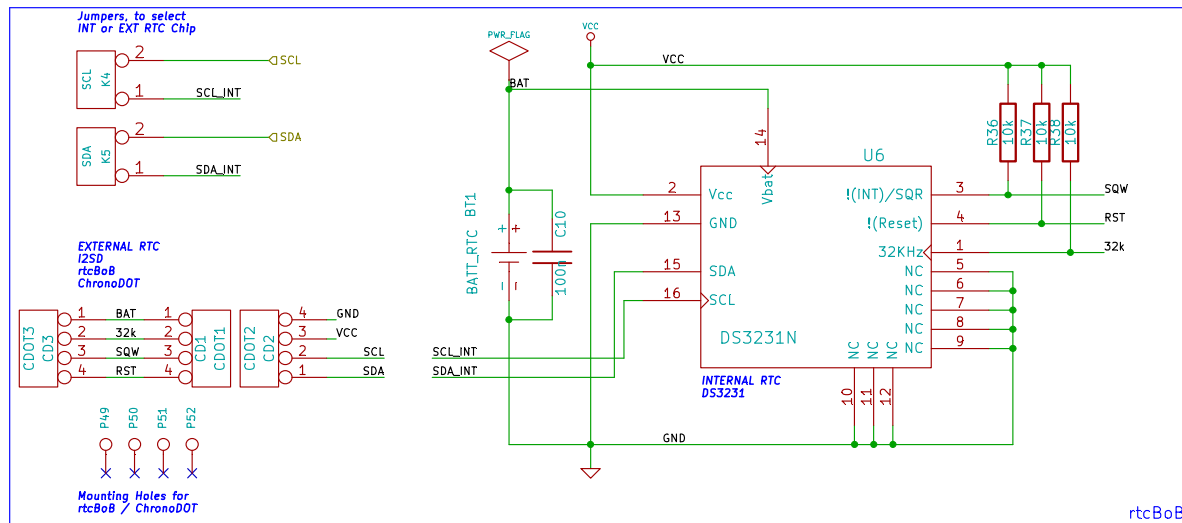 Jumpers, to select
INT or EXT RTC Chip
SCL
K4
2
SCL
1
SCL_INT
SDA
K5
2
SDA
1
SDA_INT
EXTERNAL RTC
I2SD
rtcBoB
ChronoDOT
CDOT3
CD3
1 BAT 1
2 32k 2
3 SQW 3
4 RST 4
CD1
CDOT1
CDOT2
CD2
4 GND
3 VCC
2 SCL
1 SDA
SCL_INT
SDA_INT
P49
P50
P51
P52
Mounting Holes for
rtcBoB / ChronoDOT
PWR_FLAG
BAT
VCC
VCC
BATT_RTC BT1
+ +
C10
100n
14
Vbat
U6
2 Vcc
13 GND
15 SDA
16 SCL
!(INT)/SQR 3
!(Reset) 4
32KHz 1
NC 5
NC 6
NC 7
NC 8
NC 9
DS3231N
NC
NC
NC
10
11
12
INTERNAL RTC
DS3231
GND
R36
10k
R37
10k
R38
10k
SQW
RST
32k
rtcBoB